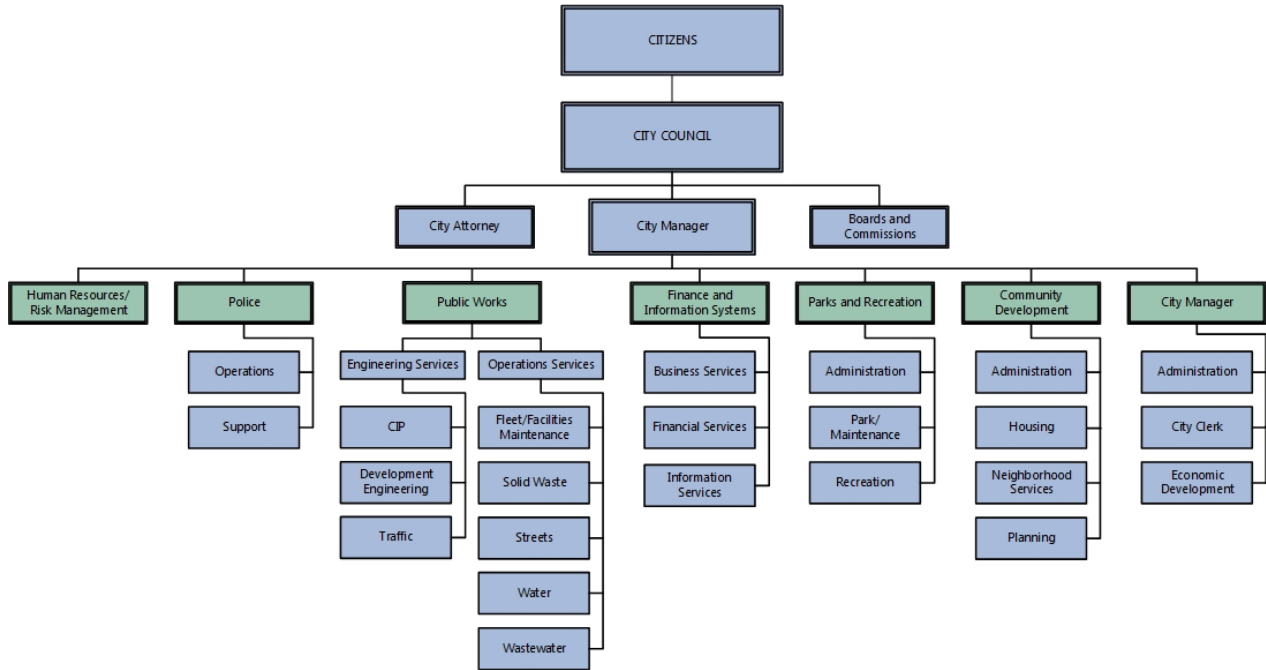 CITIZENS
CITY COUNCIL
City Attorney
City Manager
Boards and
Commissions
Human Resources/
Risk Management
Police
Public Works
Finance and
Information Systems
Parks and Recreation
Community
Development
City Manager
Operations
Support
Engineering Services
CIP
Development
Engineering
Traffic
Operations Services
Fleet/Facilities
Maintenance
Solid Waste
Streets
Water
Wastewater
Business Services
Financial Services
Information
Services
Administration
Park/
Maintenance
Recreation
Administration
Housing
Neighborhood
Services
Planning
Administration
City Clerk
Economic
Development